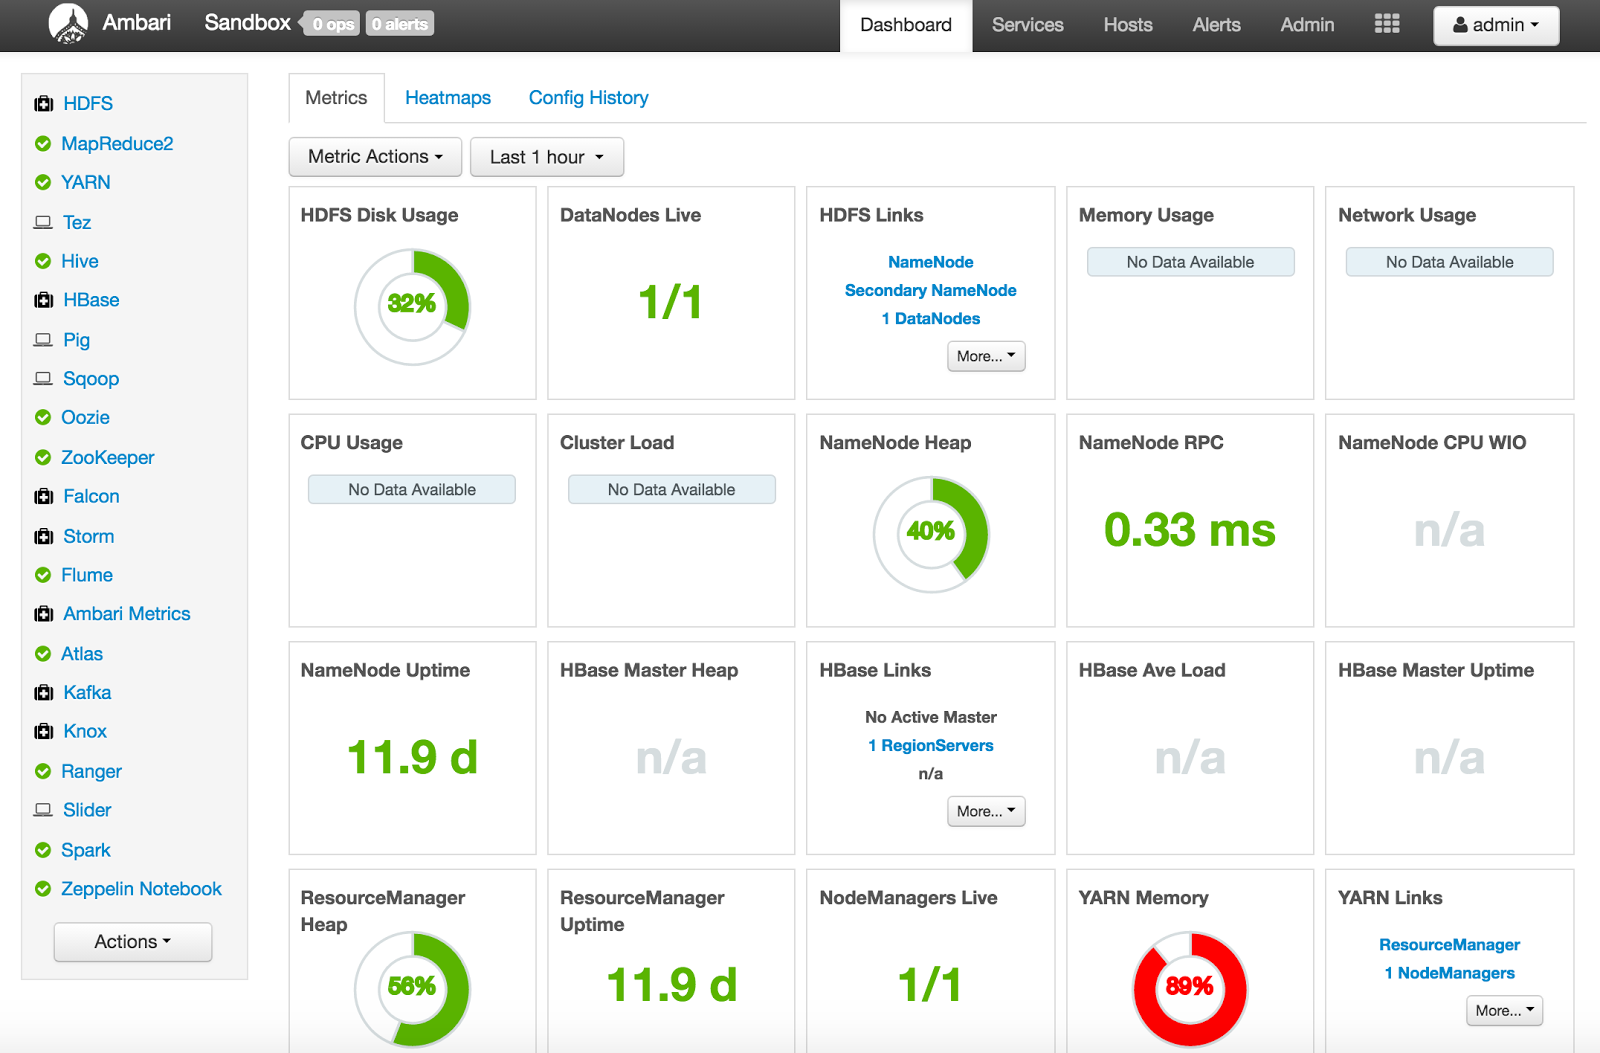 Ambari Sandbox 0 ops 0 alerts Dashboard Services Hosts Alerts Admin admin
HDFS
MapReduce2
YARN
Tez
Hive
HBase
Pig
Sqoop
Oozie
ZooKeeper
Falcon
Storm
Flume
Ambari Metrics
Atlas
Kafka
Knox
Ranger
Slider
Spark
Zeppelin Notebook
Actions
Metrics Heatmaps Config History
Metric Actions Last 1 hour
HDFS Disk Usage
32%
DataNodes Live
1/1
HDFS Links
NameNode
Secondary NameNode
1 DataNodes
More...
Memory Usage
No Data Available
Network Usage
No Data Available
CPU Usage
No Data Available
Cluster Load
No Data Available
NameNode Heap
40%
NameNode RPC
0.33 ms
NameNode CPU WIO
n/a
NameNode Uptime
11.9 d
HBase Master Heap
n/a
HBase Links
No Active Master
1 RegionServers
n/a
More...
HBase Ave Load
n/a
HBase Master Uptime
n/a
ResourceManager
Heap
56%
ResourceManager
Uptime
11.9 d
NodeManagers Live
1/1
YARN Memory
89%
YARN Links
ResourceManager
1 NodeManagers
More...